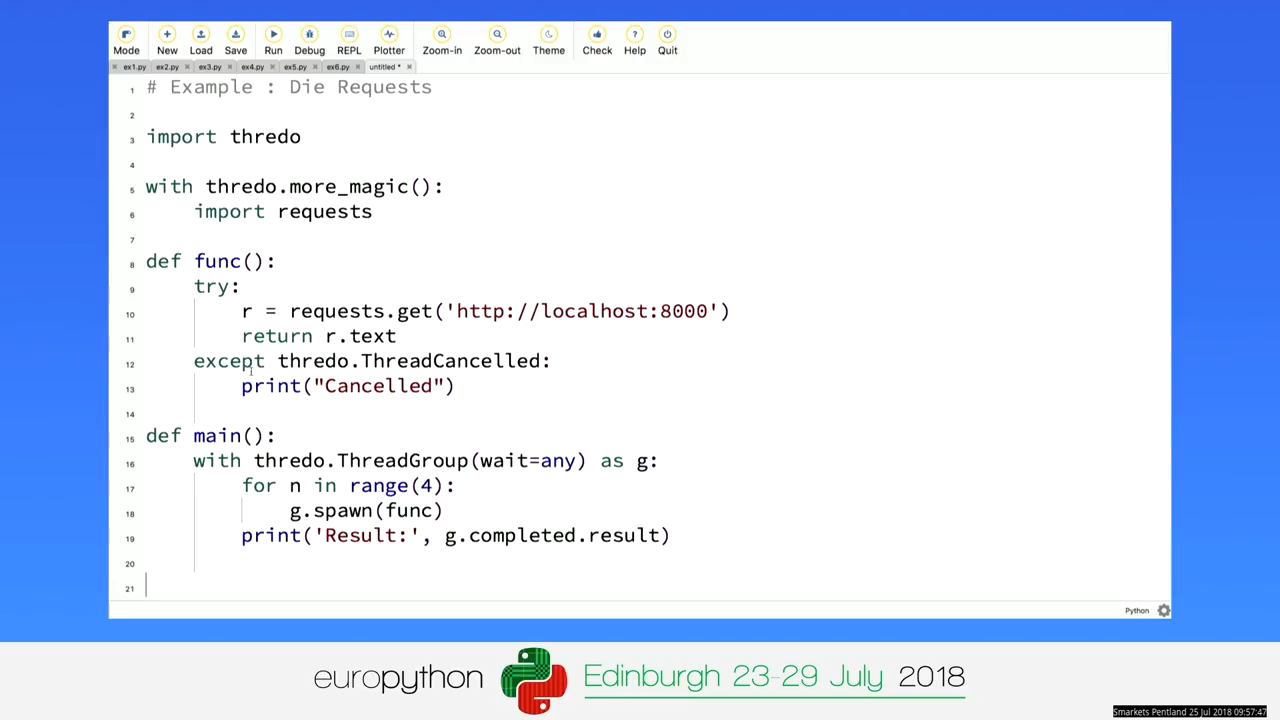 Mode New Load Save Run Debug REPL Plotter Zoom-in Zoom-out Theme Check Help Quit
ex1.py ex2.py ex3.py ex4.py ex5.py ex6.py untitled *
1 # Example : Die Requests
2
3 import thredo
4
5 with thredo.more_magic():
6     import requests
7
8 def func():
9     try:
10         r = requests.get('http://localhost:8000')
11         return r.text
12     except thredo.ThreadCancelled:
13         print("Cancelled")
14
15 def main():
16     with thredo.ThreadGroup(wait=any) as g:
17         for n in range(4):
18             g.spawn(func)
19         print('Result:', g.completed.result)
20
21
Python
europython Edinburgh 23-29 July 2018
Smarkets Pentland 25 Jul 2018 09:57:47